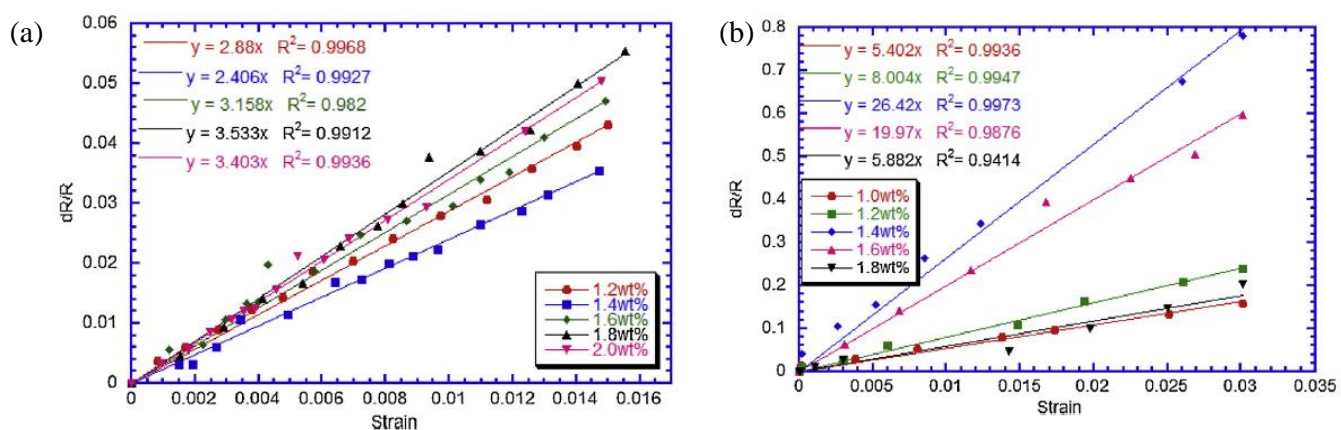 (a)
0.06
0.05
0.04
0.03
0.02
0.01
0
dR/R
y = 2.88x R²= 0.9968
y = 2.406x R²= 0.9927
y = 3.158x R²= 0.982
y = 3.533x R²= 0.9912
y = 3.403x R²= 0.9936
1.2wt%
1.4wt%
1.6wt%
1.8wt%
2.0wt%
0 0.002 0.004 0.006 0.008 0.01 0.012 0.014 0.016
Strain
(b)
0.8
0.7
0.6
0.5
0.4
0.3
0.2
0.1
0
dR/R
y = 5.402x R²= 0.9936
y = 8.004x R²= 0.9947
y = 26.42x R²= 0.9973
y = 19.97x R²= 0.9876
y = 5.882x R²= 0.9414
1.0wt%
1.2wt%
1.4wt%
1.6wt%
1.8wt%
0 0.005 0.01 0.015 0.02 0.025 0.03 0.035
Strain